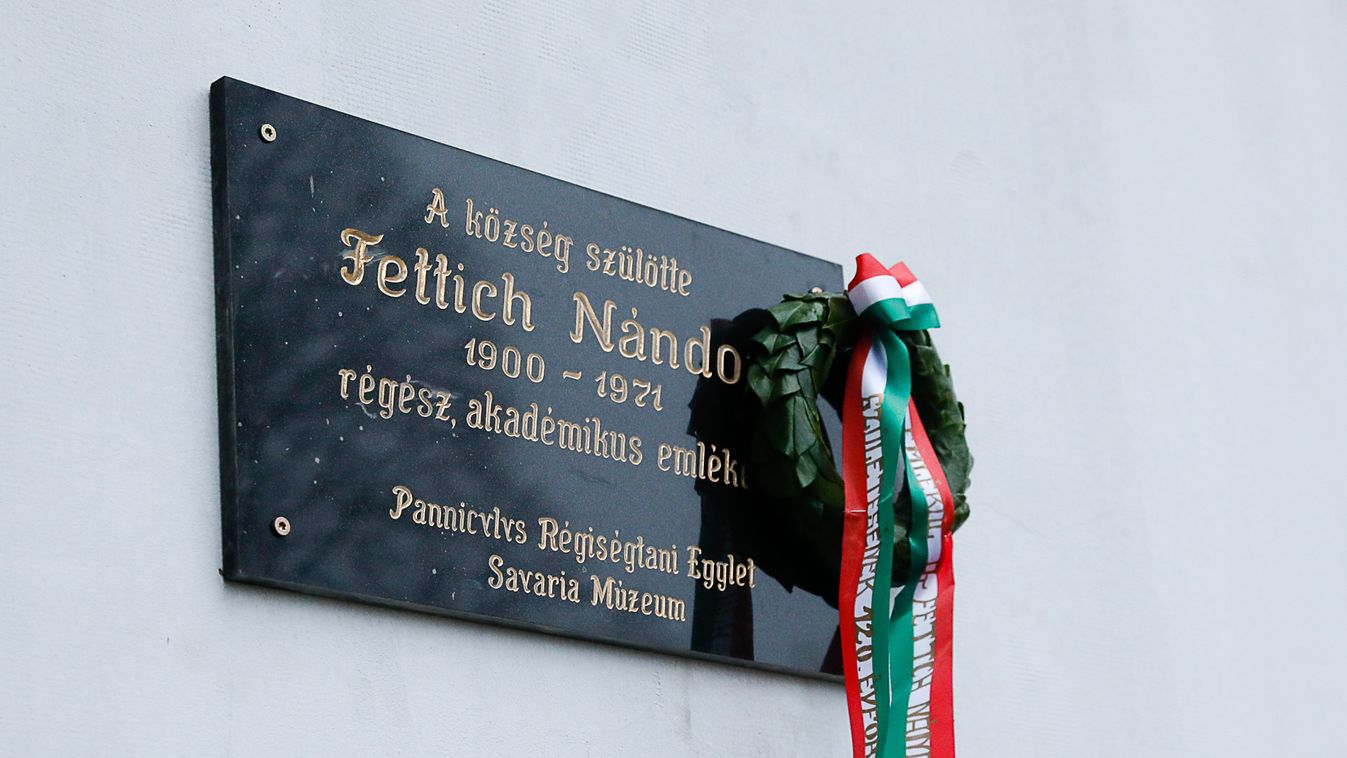 A község szülötte
Fettich Nándo
1900 - 1971
régész, akadémikus emlék
Pannicvlvs Régiségtani Egylet
Savaria Múzeum